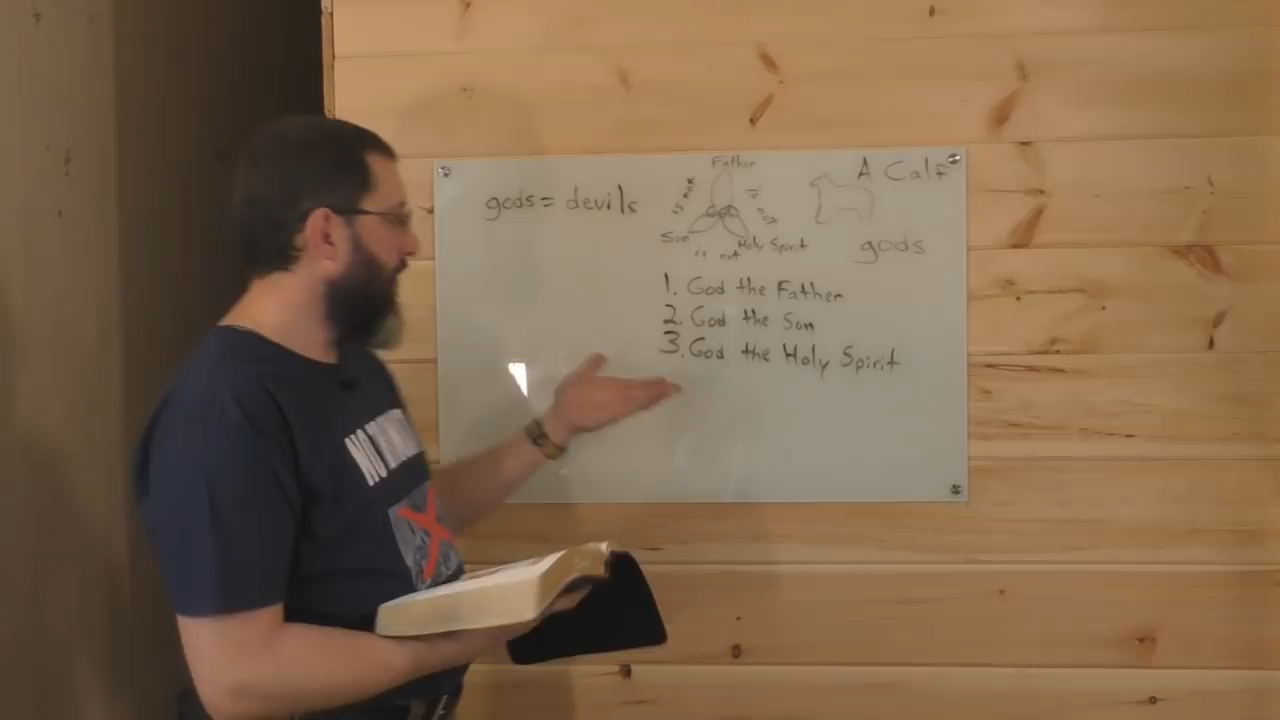 gods = devils
Father
is not
is not
Son
is not
Holy Spirit
A Calf
gods
1. God the Father
2. God the Son
3. God the Holy Spirit
NO